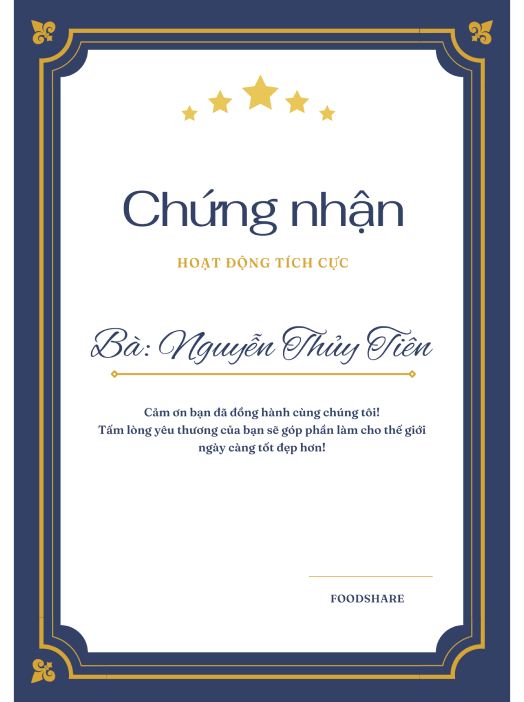 Chứng nhận
HOẠT ĐỘNG TÍCH CỰC
Bà: Nguyễn Thủy Tiên
Cảm ơn bạn đã đồng hành cùng chúng tôi!
Tấm lòng yêu thương của bạn sẽ góp phần làm cho thế giới
ngày càng tốt đẹp hơn!
FOODSHARE